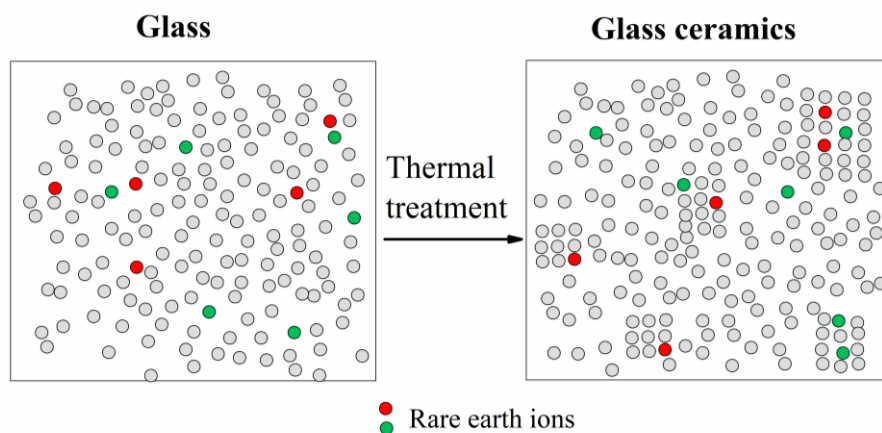 Glass
Glass ceramics
Thermal
treatment
Rare earth ions